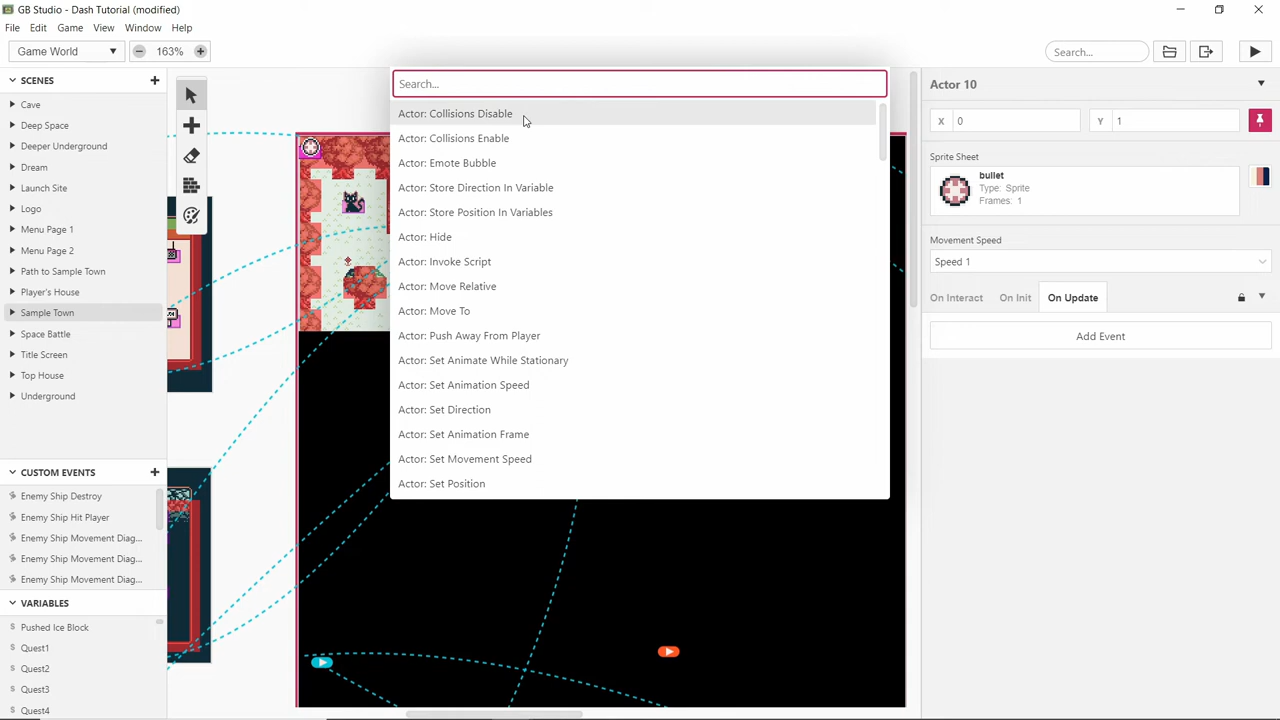 GB Studio - Dash Tutorial (modified)
File Edit Game View Window Help
Game World
163%
Search...
SCENES
Cave
Deep Space
Deeper Underground
Launch Site
Logo
Menu Page 1
Menu Page 2
Path to Sample Town
Player's House
Sample Town
Space Battle
Title Screen
Top House
Underground
CUSTOM EVENTS
Enemy Ship Destroy
Enemy Ship Hit Player
Enemy Ship Movement Diag...
Enemy Ship Movement Diag...
Enemy Ship Movement Diag...
VARIABLES
Pushed Ice Block
Quest1
Quest2
Quest3
Quest4
Search...
Actor: Collisions Disable
Actor: Collisions Enable
Actor: Emote Bubble
Actor: Store Direction In Variable
Actor: Store Position In Variables
Actor: Hide
Actor: Invoke Script
Actor: Move Relative
Actor: Move To
Actor: Push Away From Player
Actor: Set Animate While Stationary
Actor: Set Animation Speed
Actor: Set Direction
Actor: Set Animation Frame
Actor: Set Movement Speed
Actor: Set Position
Actor 10
X 0
Y 1
Sprite Sheet
bullet
Type: Sprite
Frames: 1
Movement Speed
Speed 1
On Interact On Init On Update
Add Event